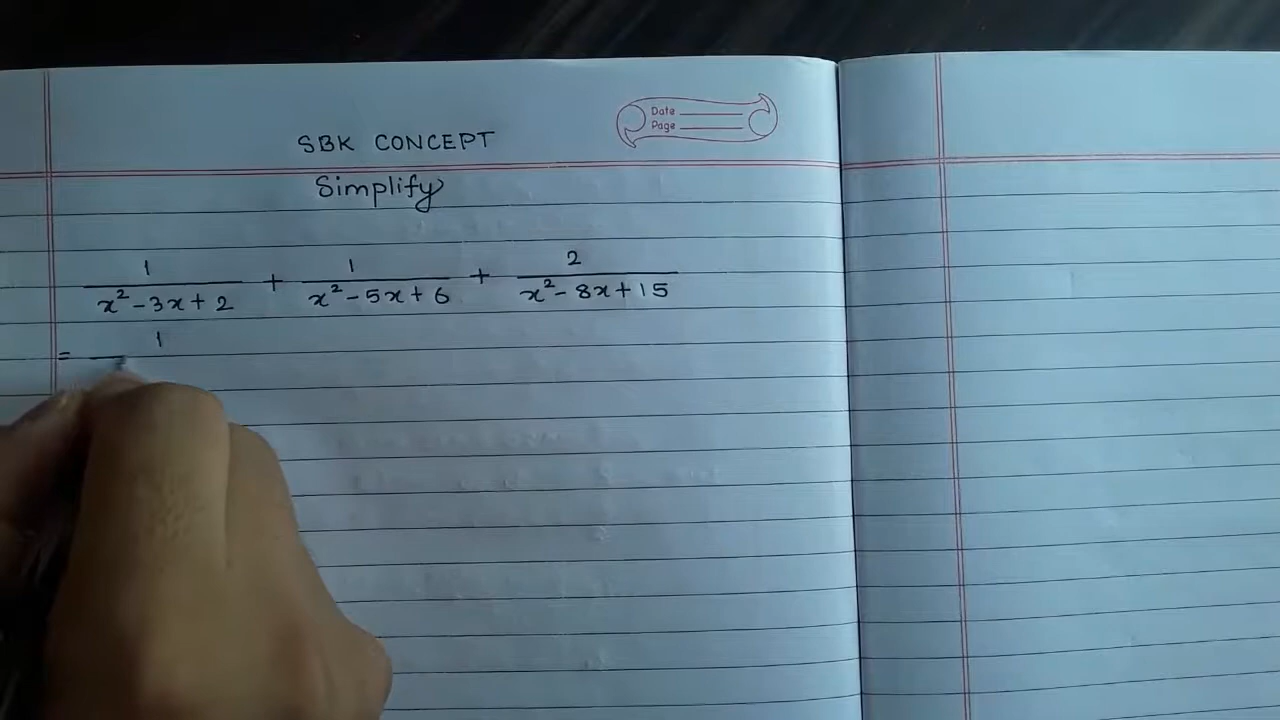 Date
Page
SBK CONCEPT
Simplify
1/(x²-3x+2) + 1/(x²-5x+6) + 2/(x²-8x+15)
= 1